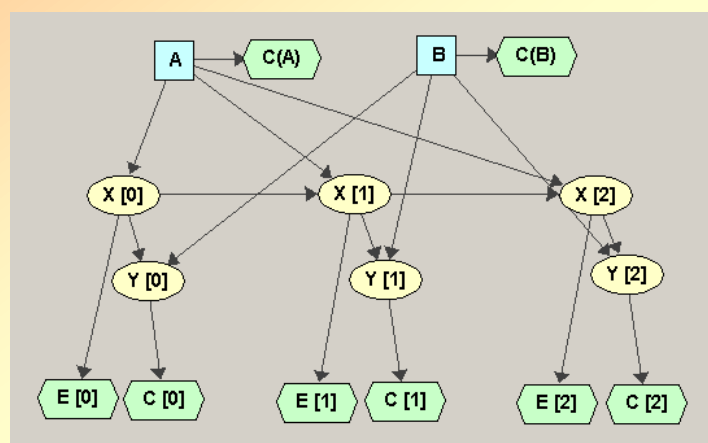 A
C(A)
B
C(B)
X [0]
X [1]
X [2]
Y [0]
Y [1]
Y [2]
E [0]
C [0]
E [1]
C [1]
E [2]
C [2]